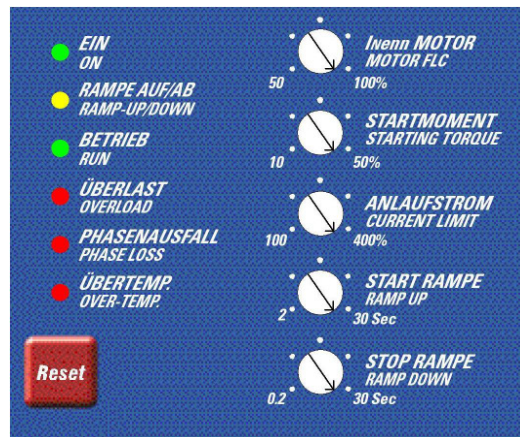 EIN
ON
RAMPE AUF/AB
RAMP-UP/DOWN
BETRIEB
RUN
ÜBERLAST
OVERLOAD
PHASENAUSFALL
PHASE LOSS
ÜBERTEMP.
OVER-TEMP.
Reset
Inenn MOTOR
MOTOR FLC
50 100%
STARTMOMENT
STARTING TORQUE
10 50%
ANLAUFSTROM
CURRENT LIMIT
100 400%
START RAMPE
RAMP UP
2 30 Sec
STOP RAMPE
RAMP DOWN
0.2 30 Sec